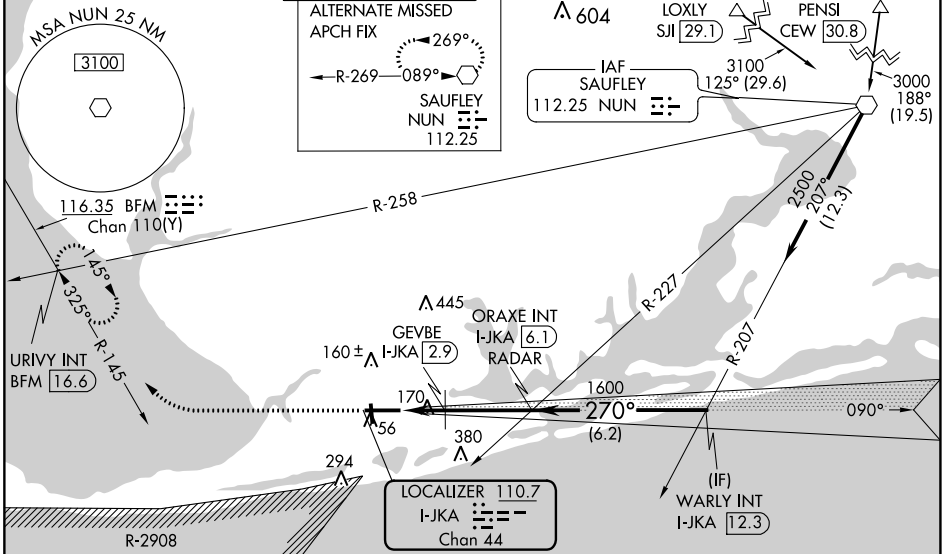 MSA NUN 25 NM
3100
116.35 BFM
Chan 110(Y)
ALTERNATE MISSED
APCH FIX
269°
R-269
089°
SAUFLEY
NUN
112.25
604
LOXLY
SJI 29.1
PENSI
CEW 30.8
3100
125° (29.6)
3000
188°
(19.5)
IAF
SAUFLEY
112.25 NUN
R-258
2500
207°
(12.3)
R-227
R-207
145°
325°
R-145
URIVY INT
BFM 16.6
445
GEVBE
I-JKA 2.9
ORAXE INT
I-JKA 6.1
RADAR
160 ±
170
56
380
294
1600
270°
(6.2)
090°
(IF)
WARLY INT
I-JKA 12.3
LOCALIZER 110.7
I-JKA
Chan 44
R-2908